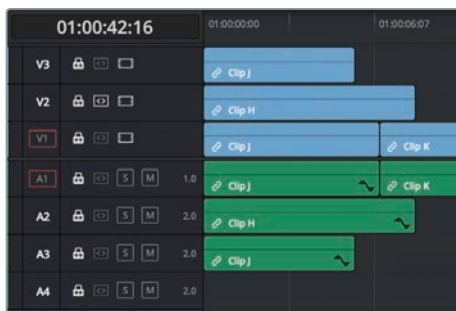 01:00:42:16 01:00:00:00 01:00:06:07
V3 Clip J
V2 Clip H
V1 Clip J Clip K
A1 S M 1.0 Clip J Clip K
A2 S M 2.0 Clip H
A3 S M 2.0 Clip J
A4 S M 2.0